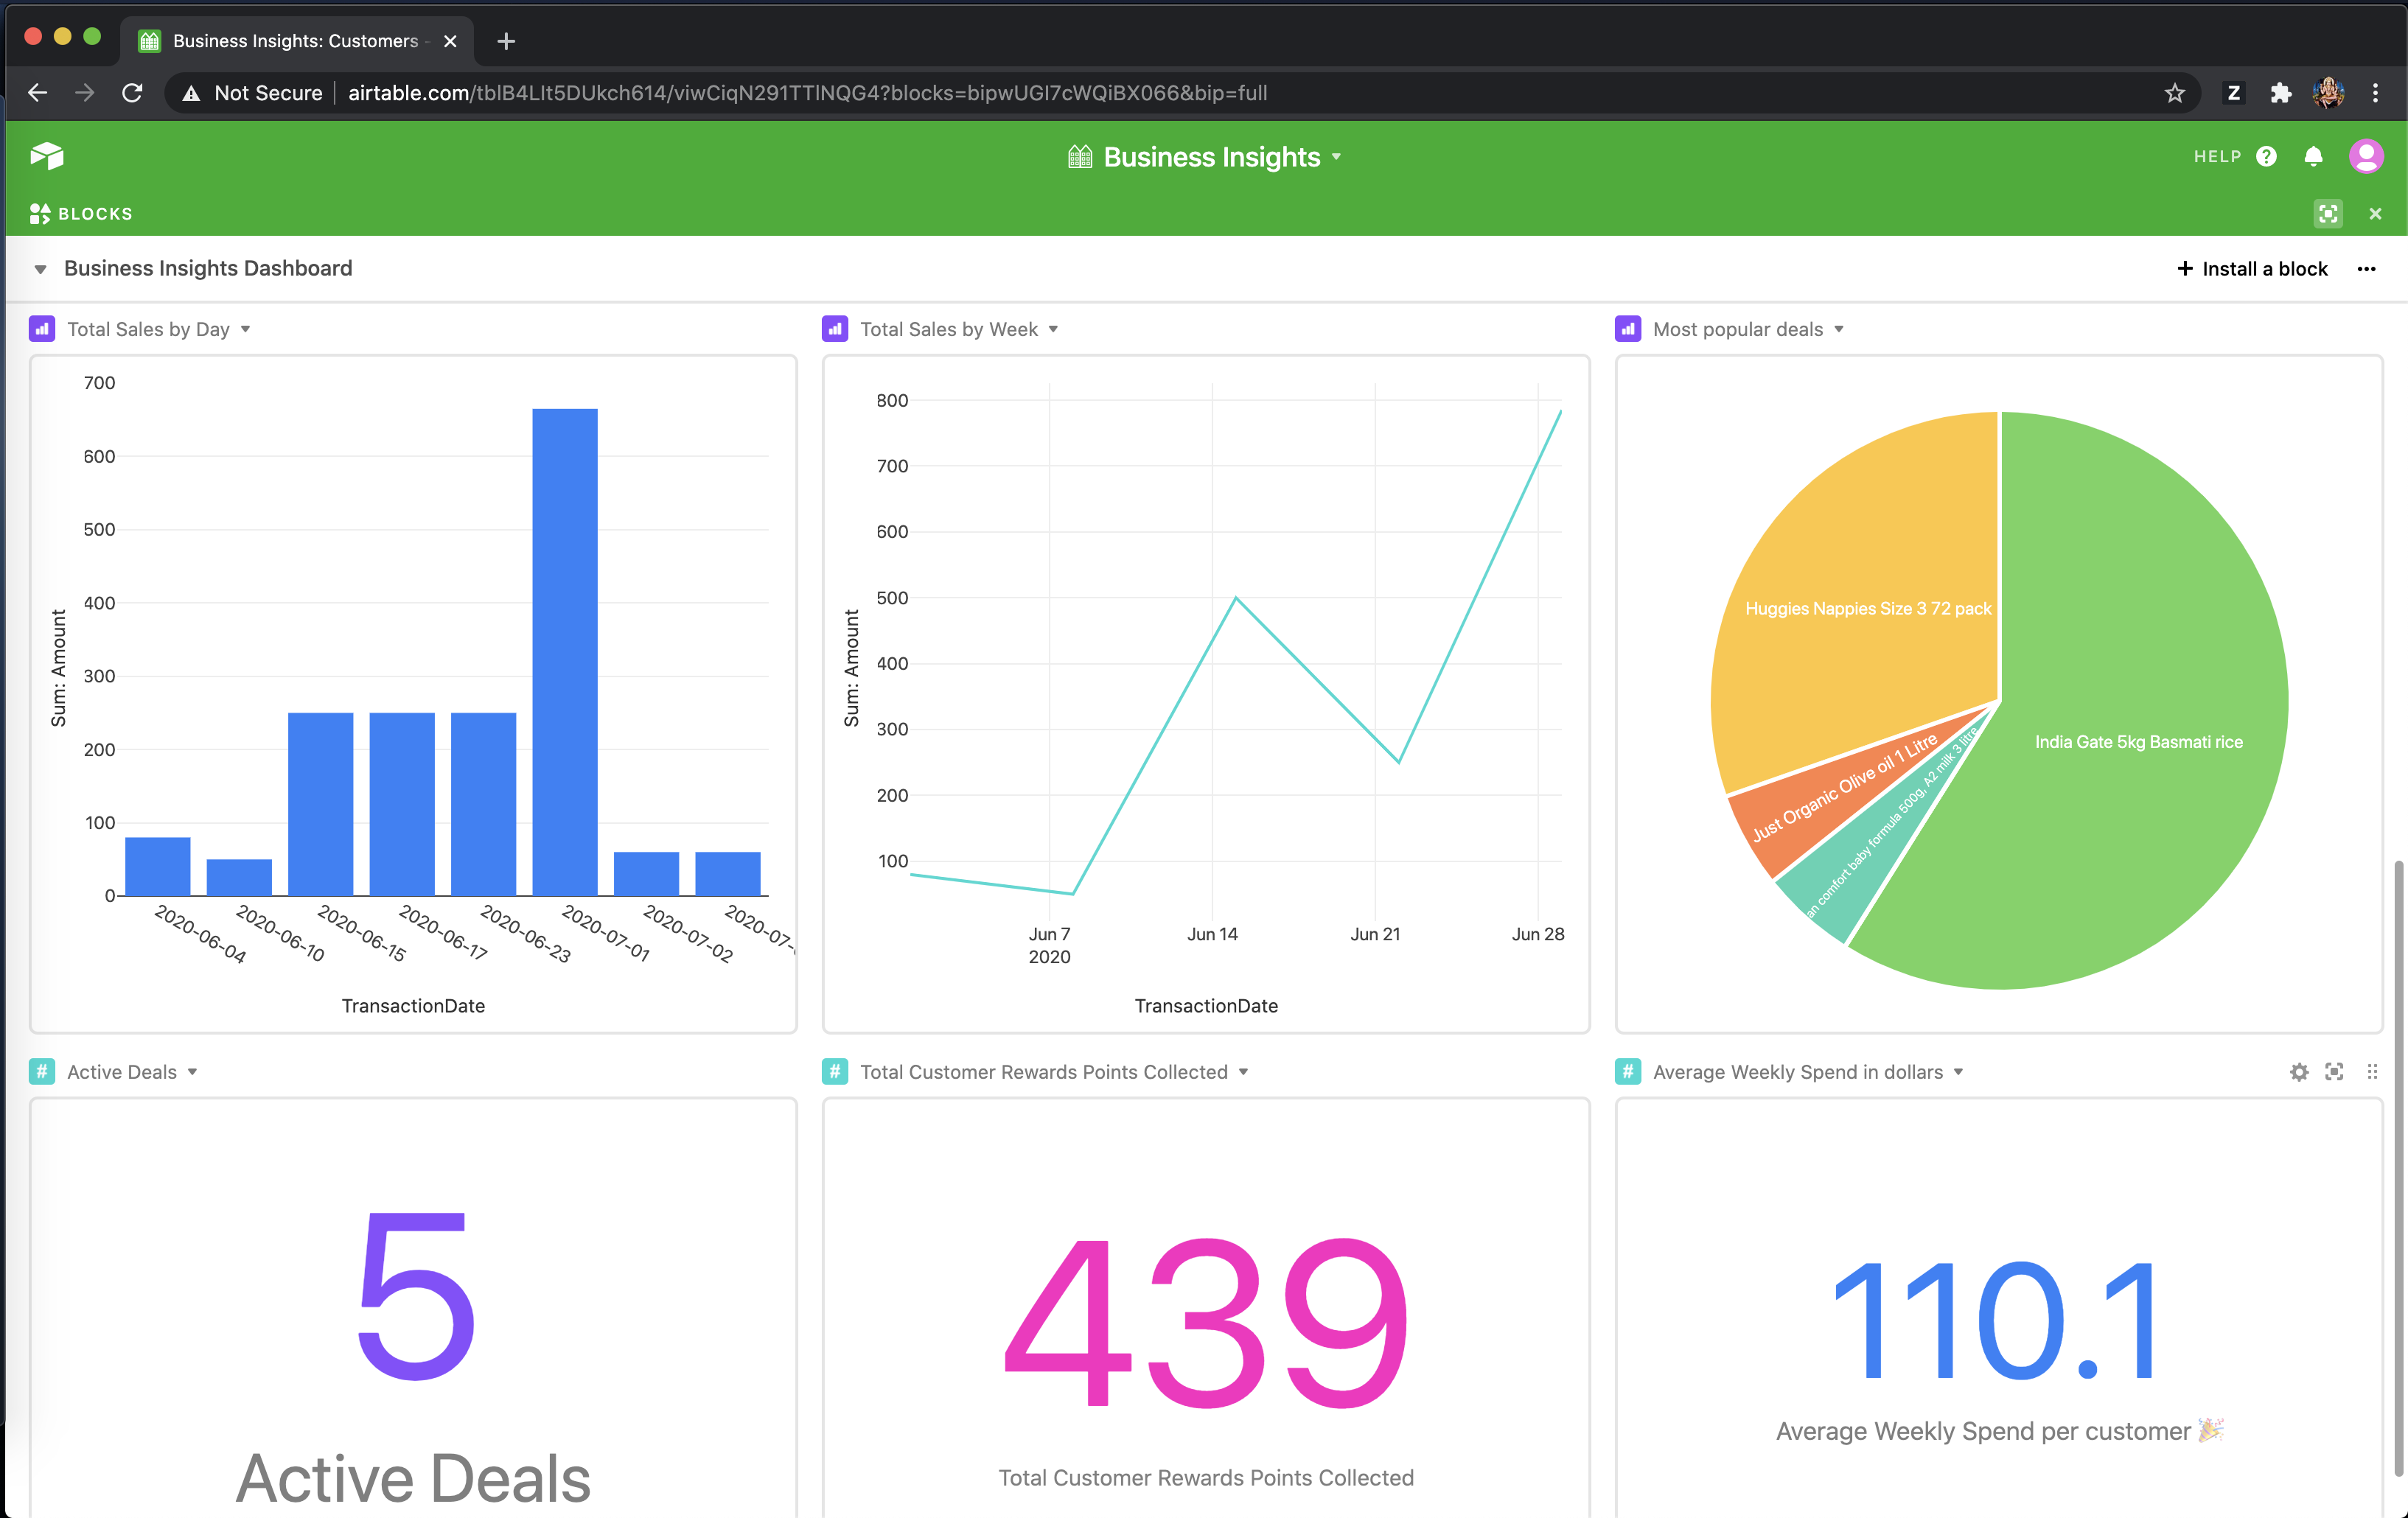 Business Insights: Customers -
Not Secure
airtable.com/tblB4LIt5DUkch614/viwCiqN291TTlNQG4?blocks=bipwUGI7cWQiBX066&bip=full
Z
Business Insights
HELP
?
BLOCKS
Business Insights Dashboard
+ Install a block
Total Sales by Day
700
600
500
400
300
200
100
0
Sum: Amount
2020-06-04
2020-06-10
2020-06-15
2020-06-17
2020-06-23
2020-07-01
2020-07-02
2020-07-
TransactionDate
Total Sales by Week
800
700
600
500
400
300
200
100
Sum: Amount
Jun 7
2020
Jun 14
Jun 21
Jun 28
TransactionDate
Most popular deals
Huggies Nappies Size 3 72 pack
India Gate 5kg Basmati rice
Just Organic Olive oil 1 Litre
an comfort baby formula 500g, A2 milk 3 litre
# Active Deals
5
Active Deals
# Total Customer Rewards Points Collected
439
Total Customer Rewards Points Collected
# Average Weekly Spend in dollars
110.1
Average Weekly Spend per customer 🎉